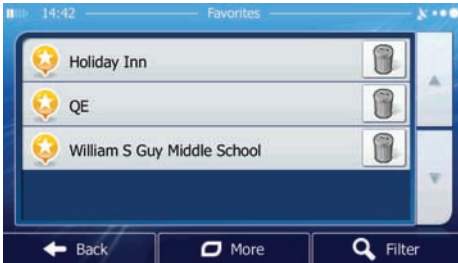 14:42 Favorites
Holiday Inn
QE
William S Guy Middle School
Back More Filter